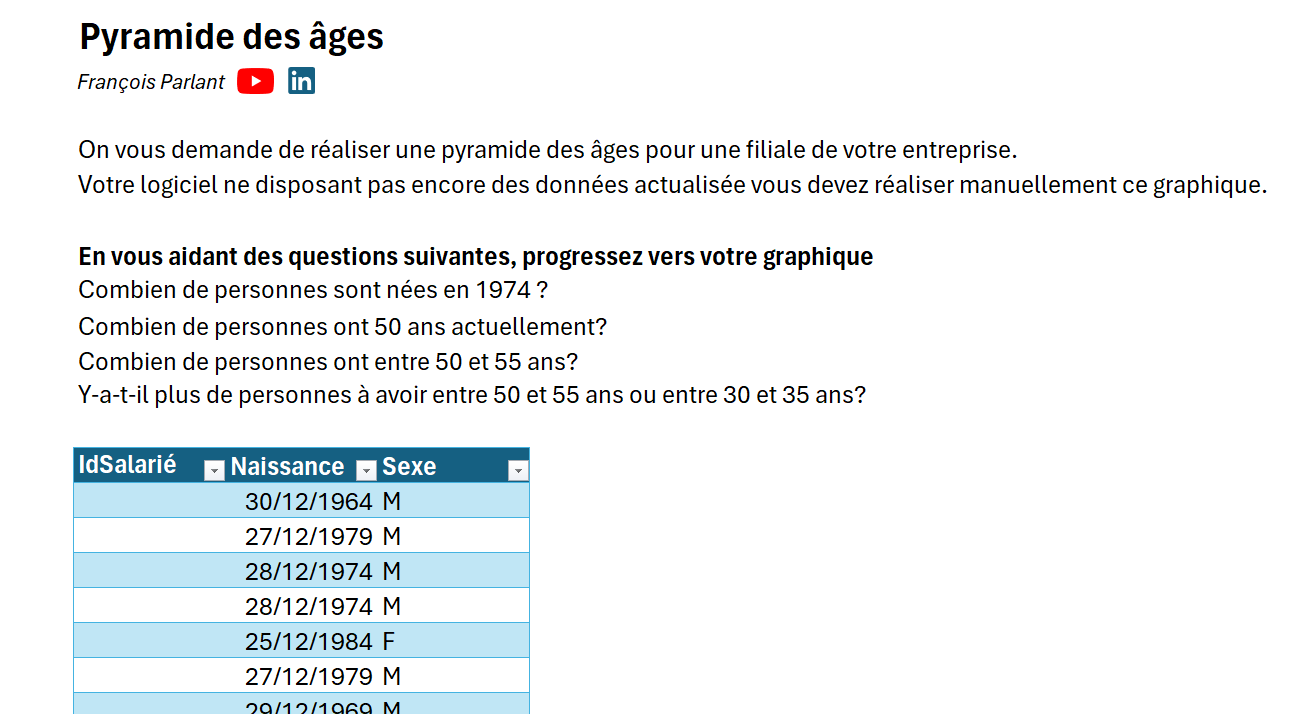 Pyramide des âges
François Parlant in
On vous demande de réaliser une pyramide des âges pour une filiale de votre entreprise.
Votre logiciel ne disposant pas encore des données actualisée vous devez réaliser manuellement ce graphique.
En vous aidant des questions suivantes, progressez vers votre graphique
Combien de personnes sont nées en 1974 ?
Combien de personnes ont 50 ans actuellement?
Combien de personnes ont entre 50 et 55 ans?
Y-a-t-il plus de personnes à avoir entre 50 et 55 ans ou entre 30 et 35 ans?
IdSalarié Naissance Sexe
30/12/1964 M
27/12/1979 M
28/12/1974 M
28/12/1974 M
25/12/1984 F
27/12/1979 M
29/12/1969 M